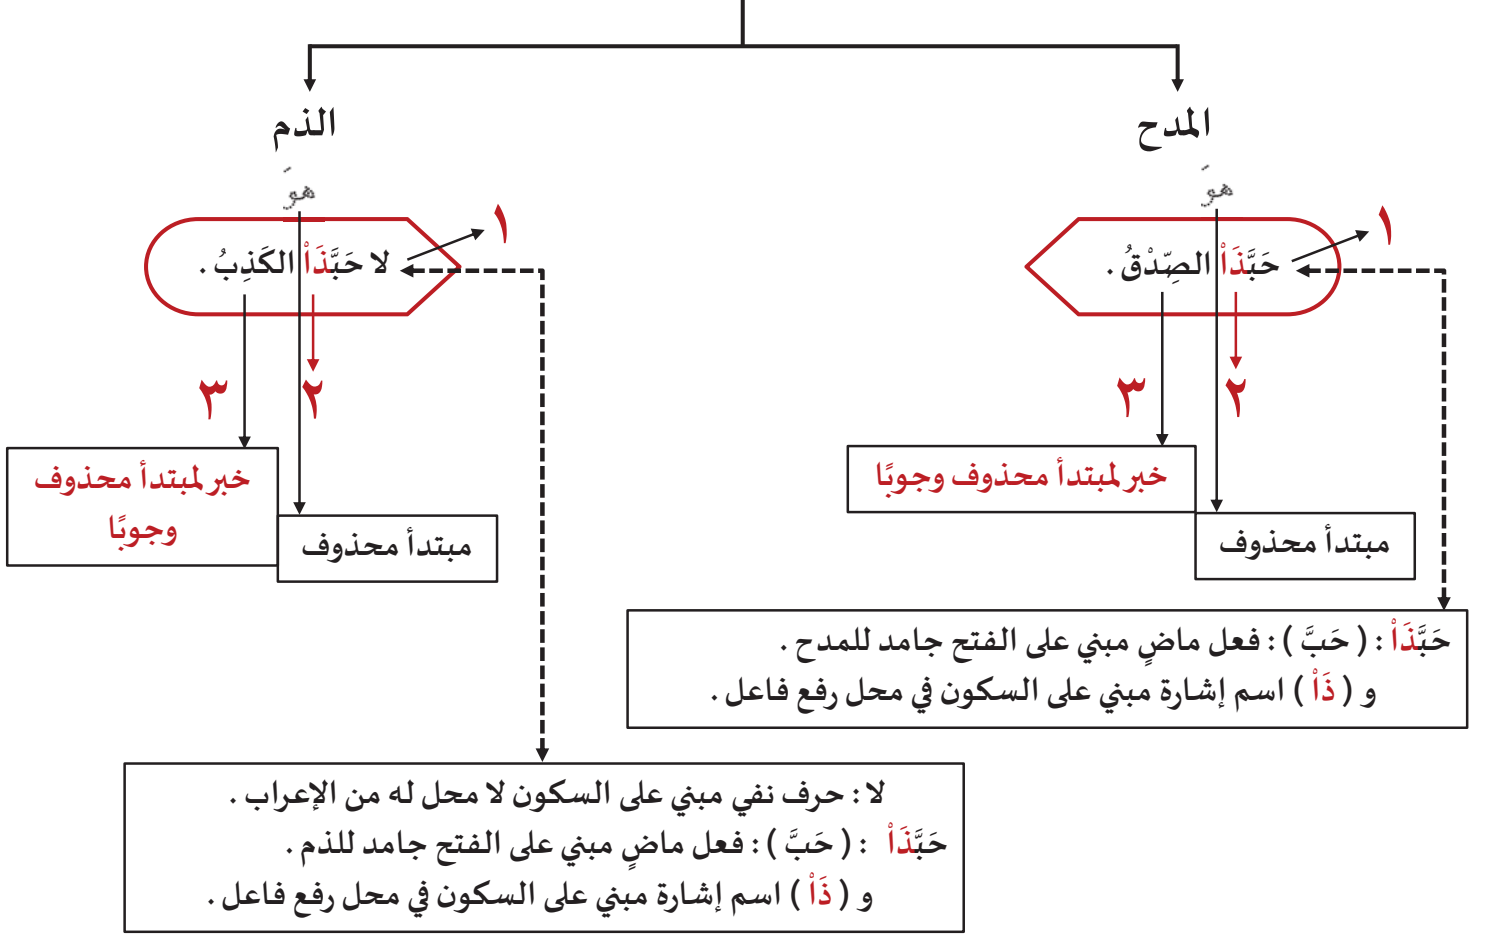 المدح
هوَ
١
حَبَّذَاْ الصِّدْقُ .
٢
٣
خبر لمبتدأ محذوف وجوبًا
مبتدأ محذوف
حَبَّذَاْ : ( حَبَّ ) : فعل ماضٍ مبني على الفتح جامد للمدح .
و ( ذَاْ ) اسم إشارة مبني على السكون في محل رفع فاعل .
الذم
هوَ
١
لا حَبَّذَاْ الكَذِبُ .
٢
٣
خبر لمبتدأ محذوف
وجوبًا
مبتدأ محذوف
لا : حرف نفي مبني على السكون لا محل له من الإعراب .
حَبَّذَاْ : ( حَبَّ ) : فعل ماضٍ مبني على الفتح جامد للذم .
و ( ذَاْ ) اسم إشارة مبني على السكون في محل رفع فاعل .